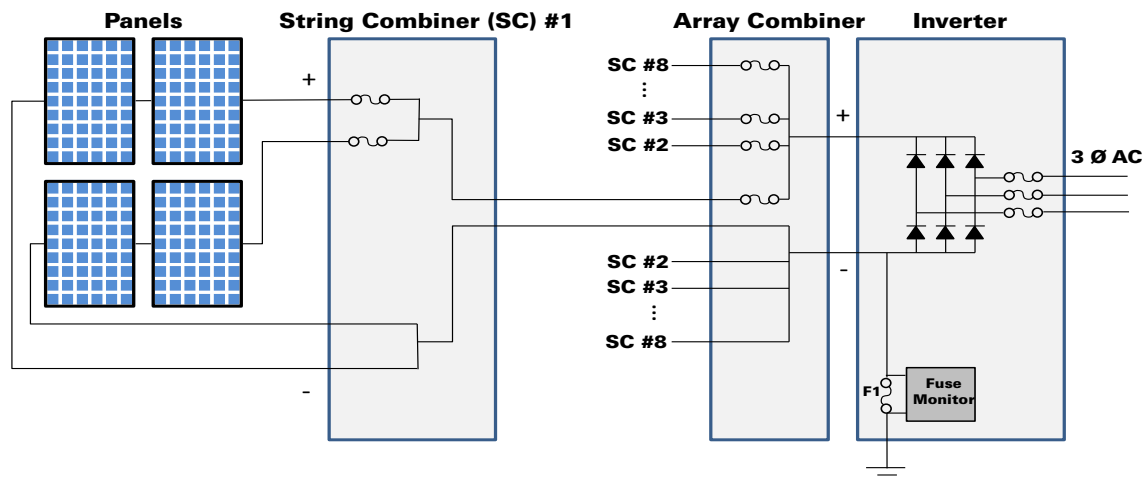 Panels
String Combiner (SC) #1
Array Combiner
Inverter
+
-
SC #8
...
SC #3
SC #2
SC #2
SC #3
...
SC #8
+
-
3 Ø AC
F1
Fuse
Monitor